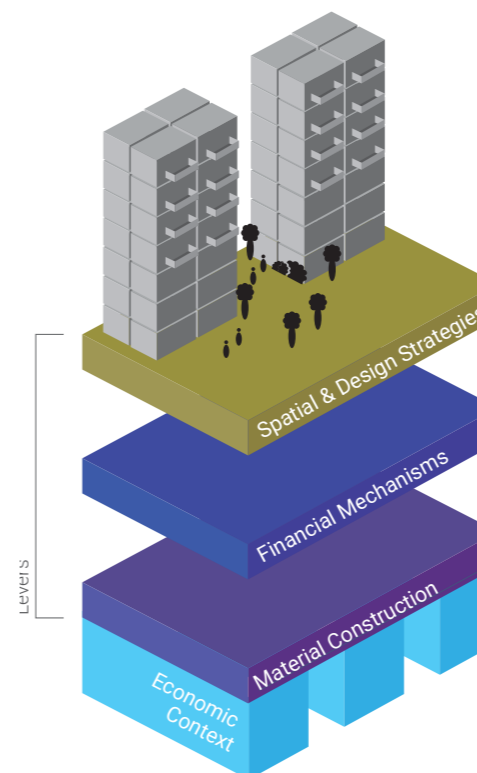 Spatial & Design Strategies
Financial Mechanisms
Levers
Material Construction
Economic
Context